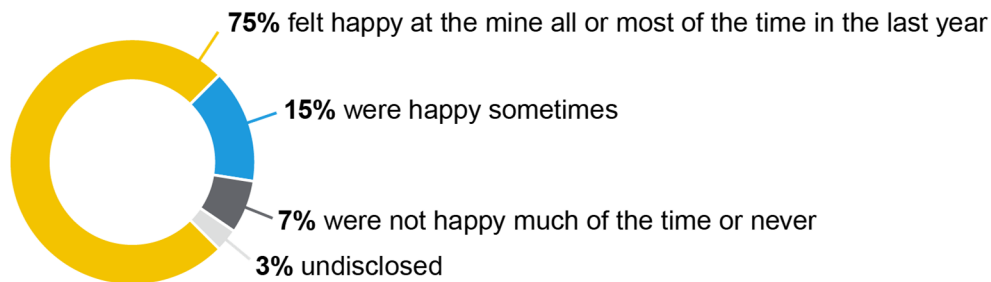 75% felt happy at the mine all or most of the time in the last year
15% were happy sometimes
7% were not happy much of the time or never
3% undisclosed